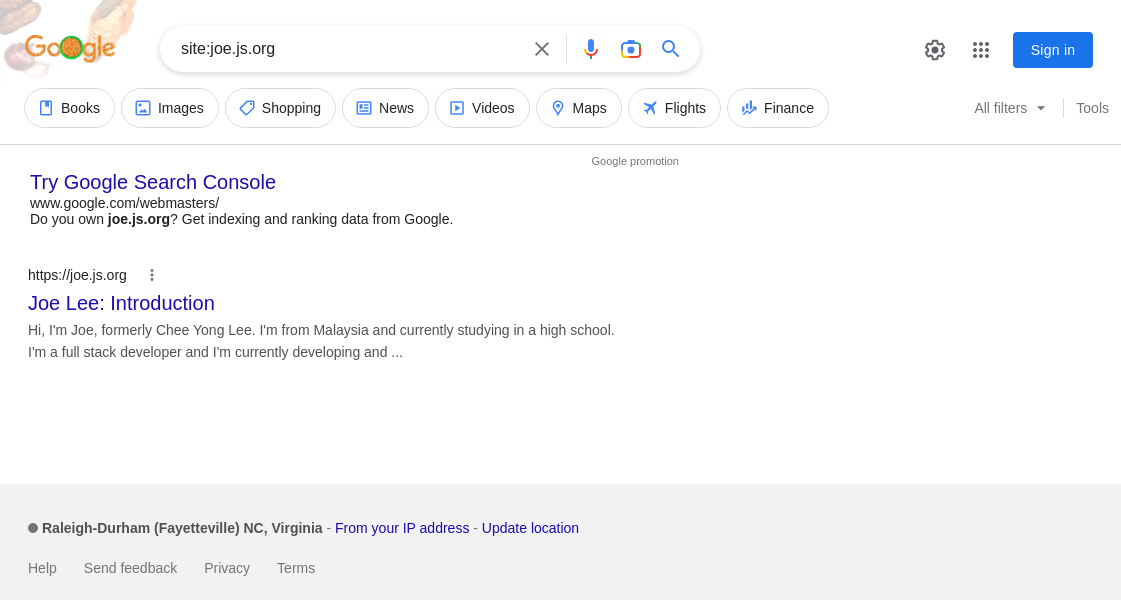 Google
site:joe.js.org
Sign in
Books Images Shopping News Videos Maps Flights Finance All filters Tools
Google promotion
Try Google Search Console
www.google.com/webmasters/
Do you own joe.js.org? Get indexing and ranking data from Google.
https://joe.js.org
Joe Lee: Introduction
Hi, I'm Joe, formerly Chee Yong Lee. I'm from Malaysia and currently studying in a high school.
I'm a full stack developer and I'm currently developing and ...
Raleigh-Durham (Fayetteville) NC, Virginia - From your IP address - Update location
Help Send feedback Privacy Terms